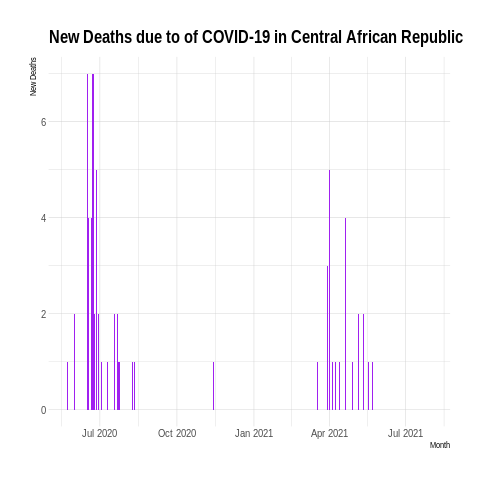 New Deaths due to of COVID-19 in Central African Republic
New Deaths
6
4
2
0
Jul 2020 Oct 2020 Jan 2021 Apr 2021 Jul 2021
Month